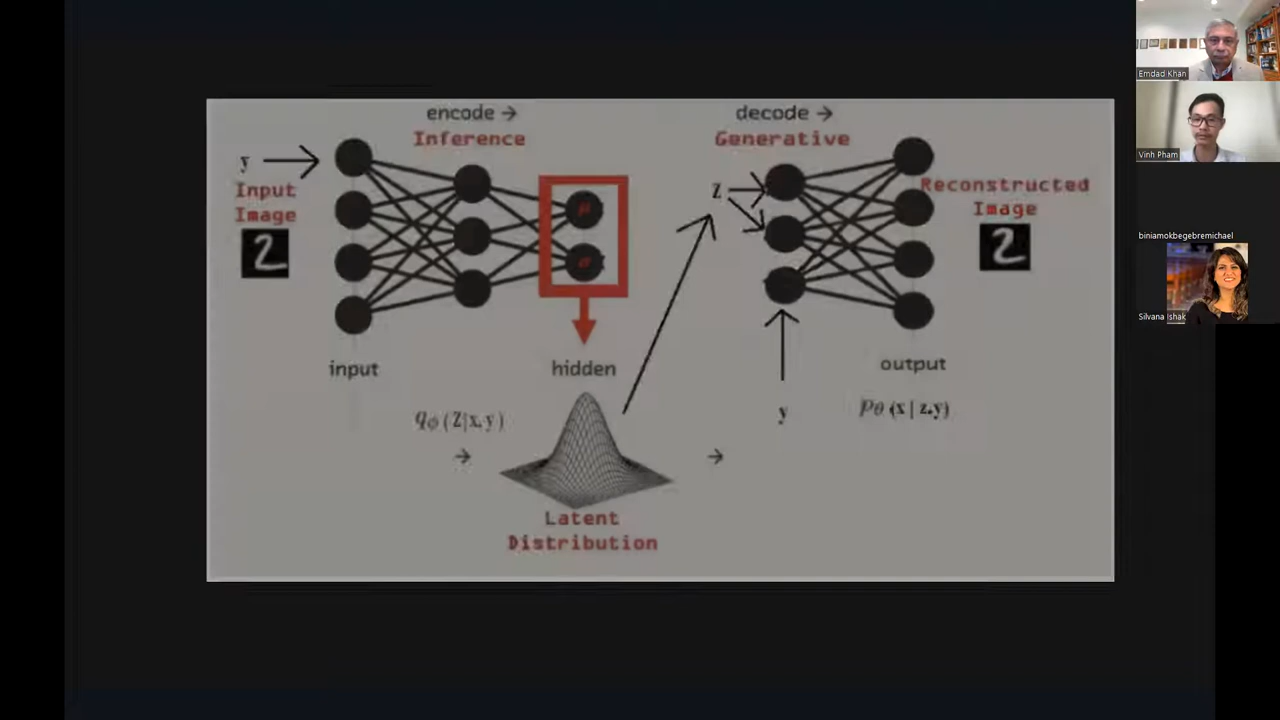 encode →
Inference
decode →
Generative
y
Input
Image
2
μ
σ
z
Reconstructed
Image
2
input
hidden
output
qϕ(Z|x.y)
y
pθ(x|z.y)
→
→
Latent
Distribution
Emdad Khan
Vinh Pham
biniamokbegebremichael
Silvana Ishak